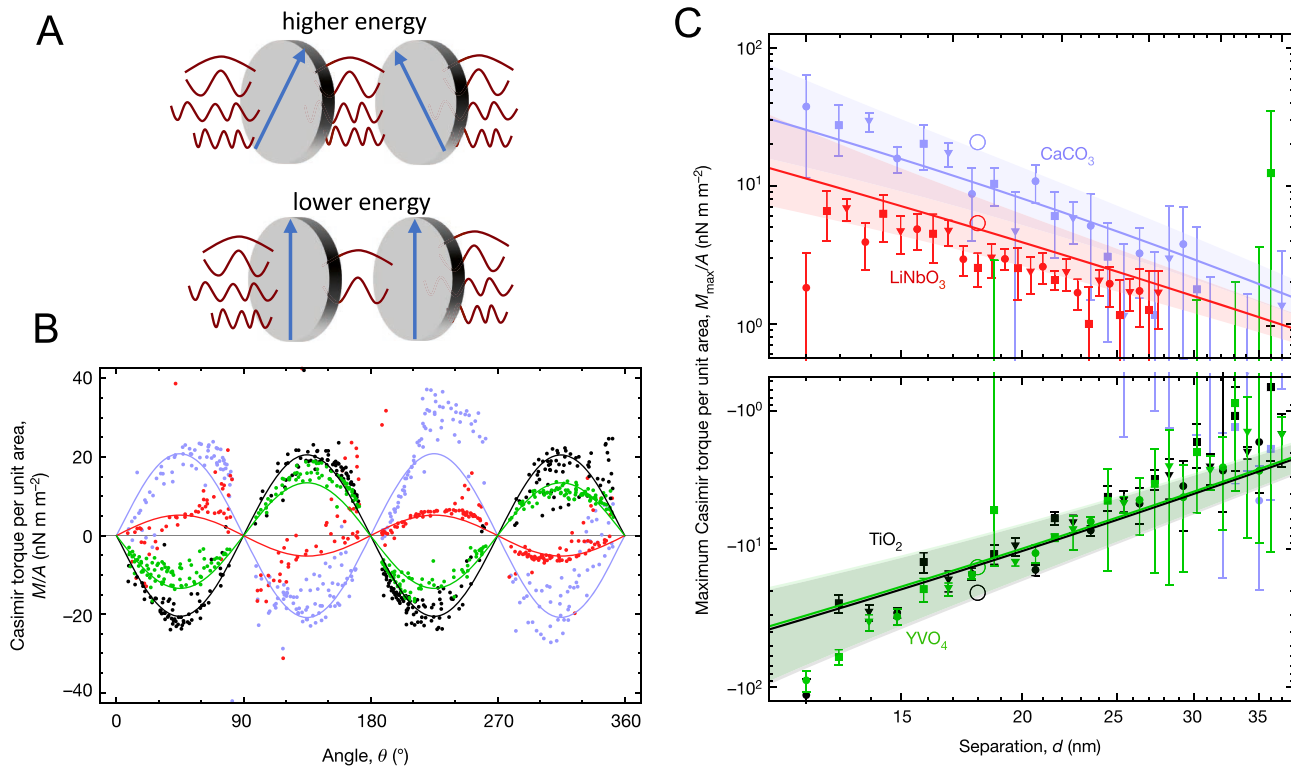 A
higher energy
lower energy
B
Casimir torque per unit area,
M/A (nN m m⁻²)
40
20
0
−20
−40
0
90
180
270
360
Angle, θ (°)
C
Maximum Casimir torque per unit area, M_max/A (nN m m⁻²)
10²
10¹
10⁰
CaCO₃
LiNbO₃
−10⁰
−10¹
−10²
TiO₂
YVO₄
15
20
25
30
35
Separation, d (nm)